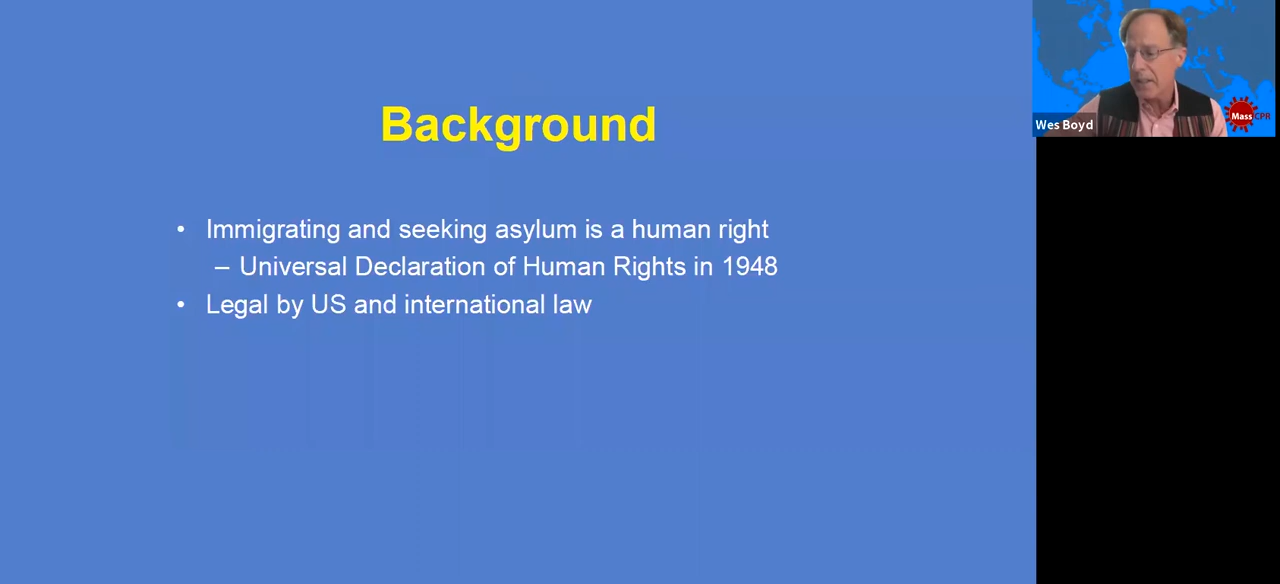 Background
• Immigrating and seeking asylum is a human right
– Universal Declaration of Human Rights in 1948
• Legal by US and international law
Wes Boyd
MassCPR